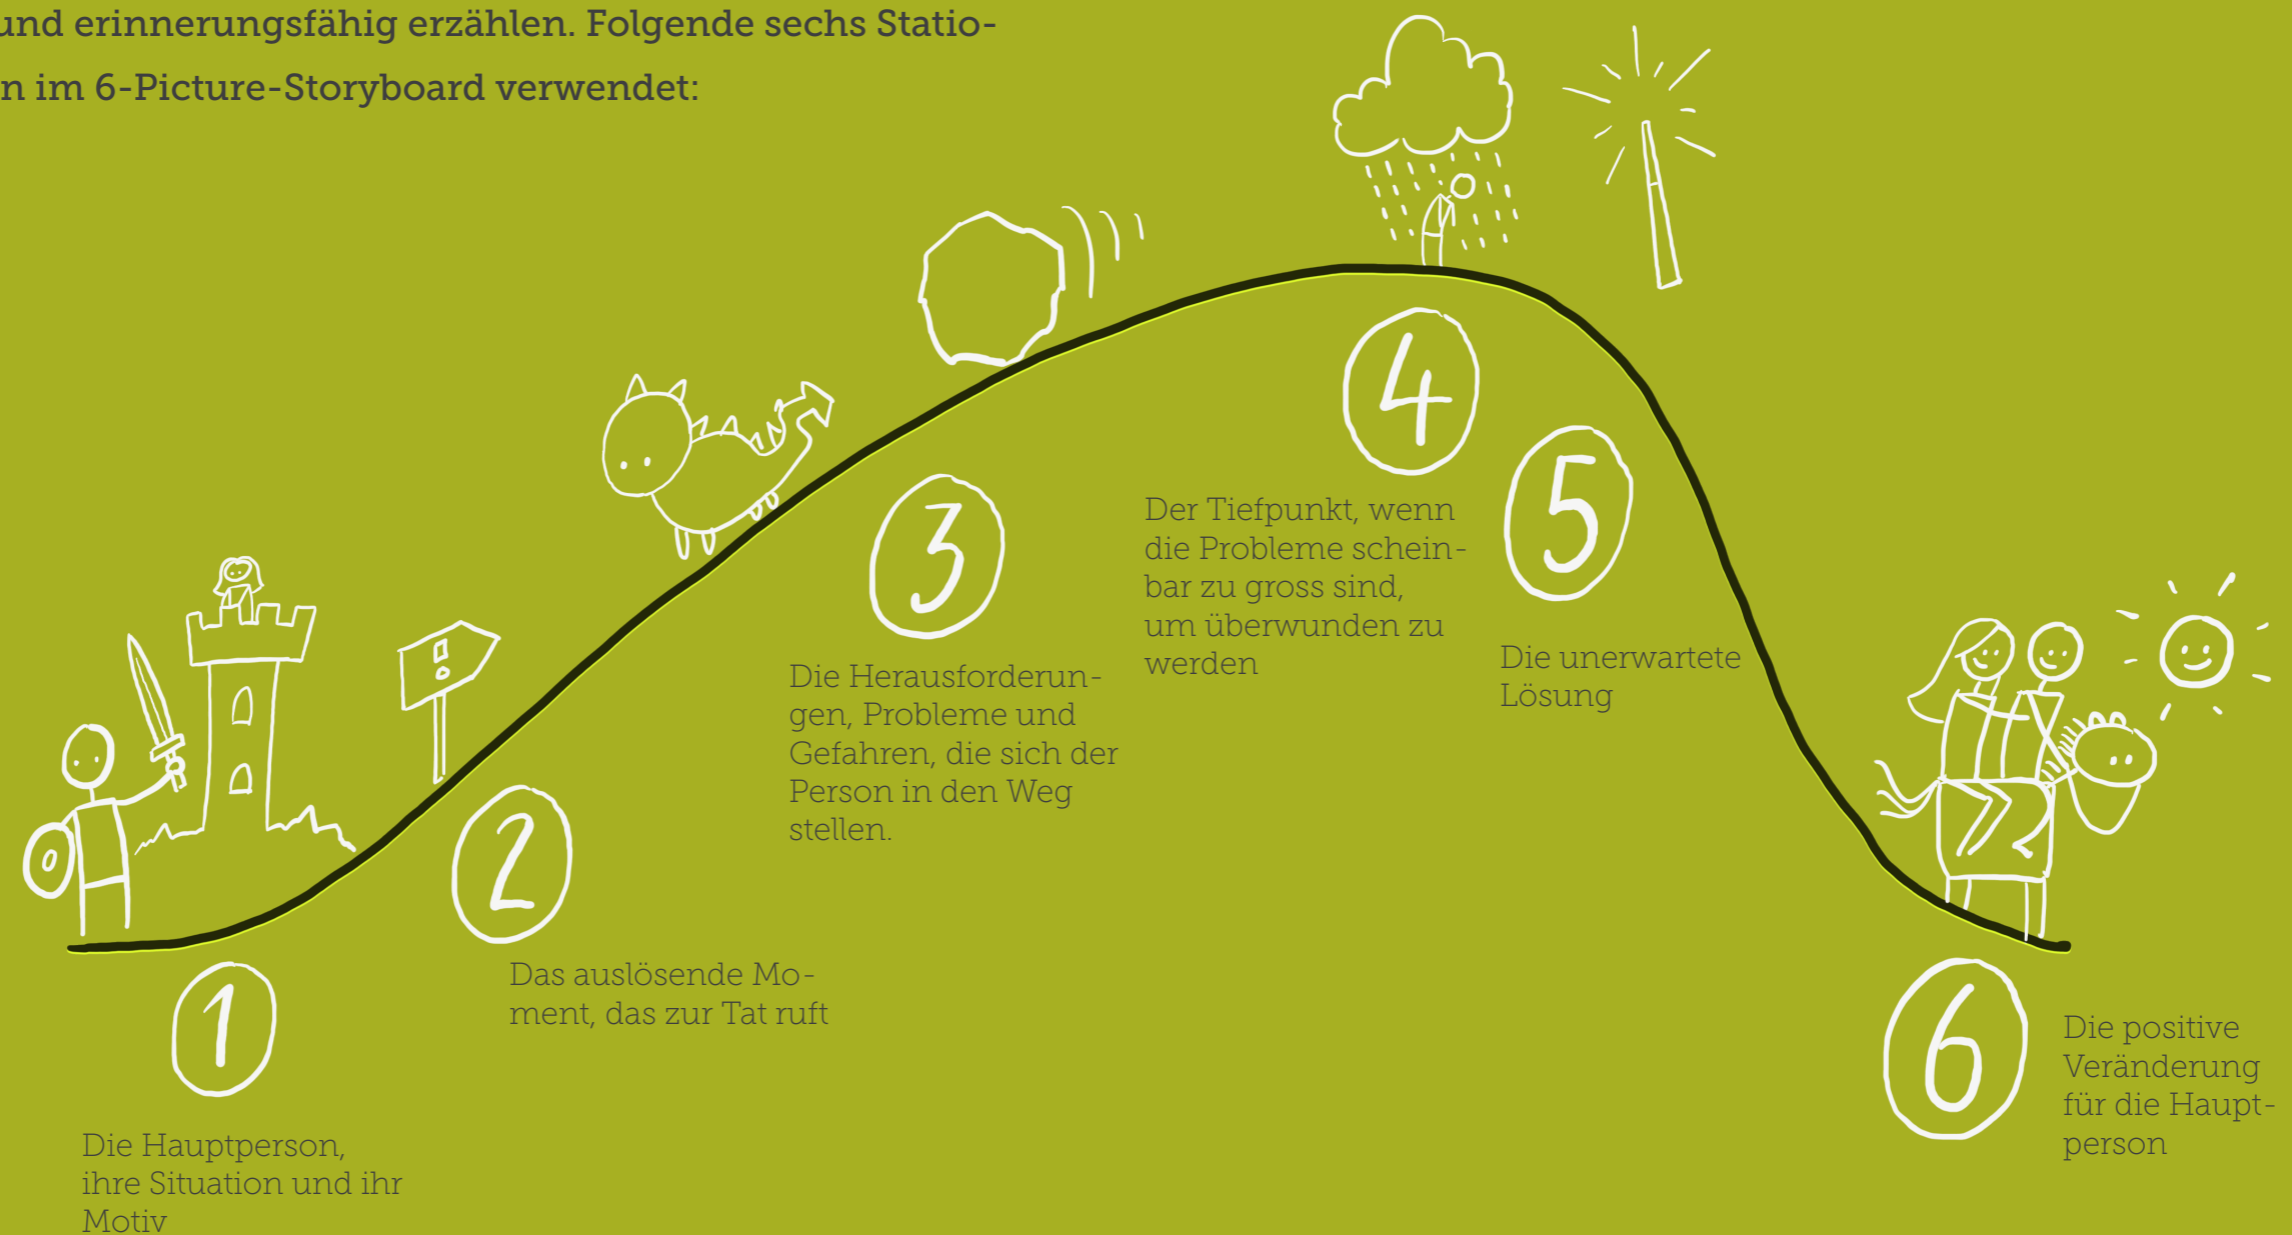 und erinnerungsfähig erzählen. Folgende sechs Statio-
n im 6-Picture-Storyboard verwendet:
1
Die Hauptperson,
ihre Situation und ihr
Motiv
2
Das auslösende Mo-
ment, das zur Tat ruft
3
Die Herausforderun-
gen, Probleme und
Gefahren, die sich der
Person in den Weg
stellen.
4
Der Tiefpunkt, wenn
die Probleme schein-
bar zu gross sind,
um überwunden zu
werden
5
Die unerwartete
Lösung
6
Die positive
Veränderung
für die Haupt-
person